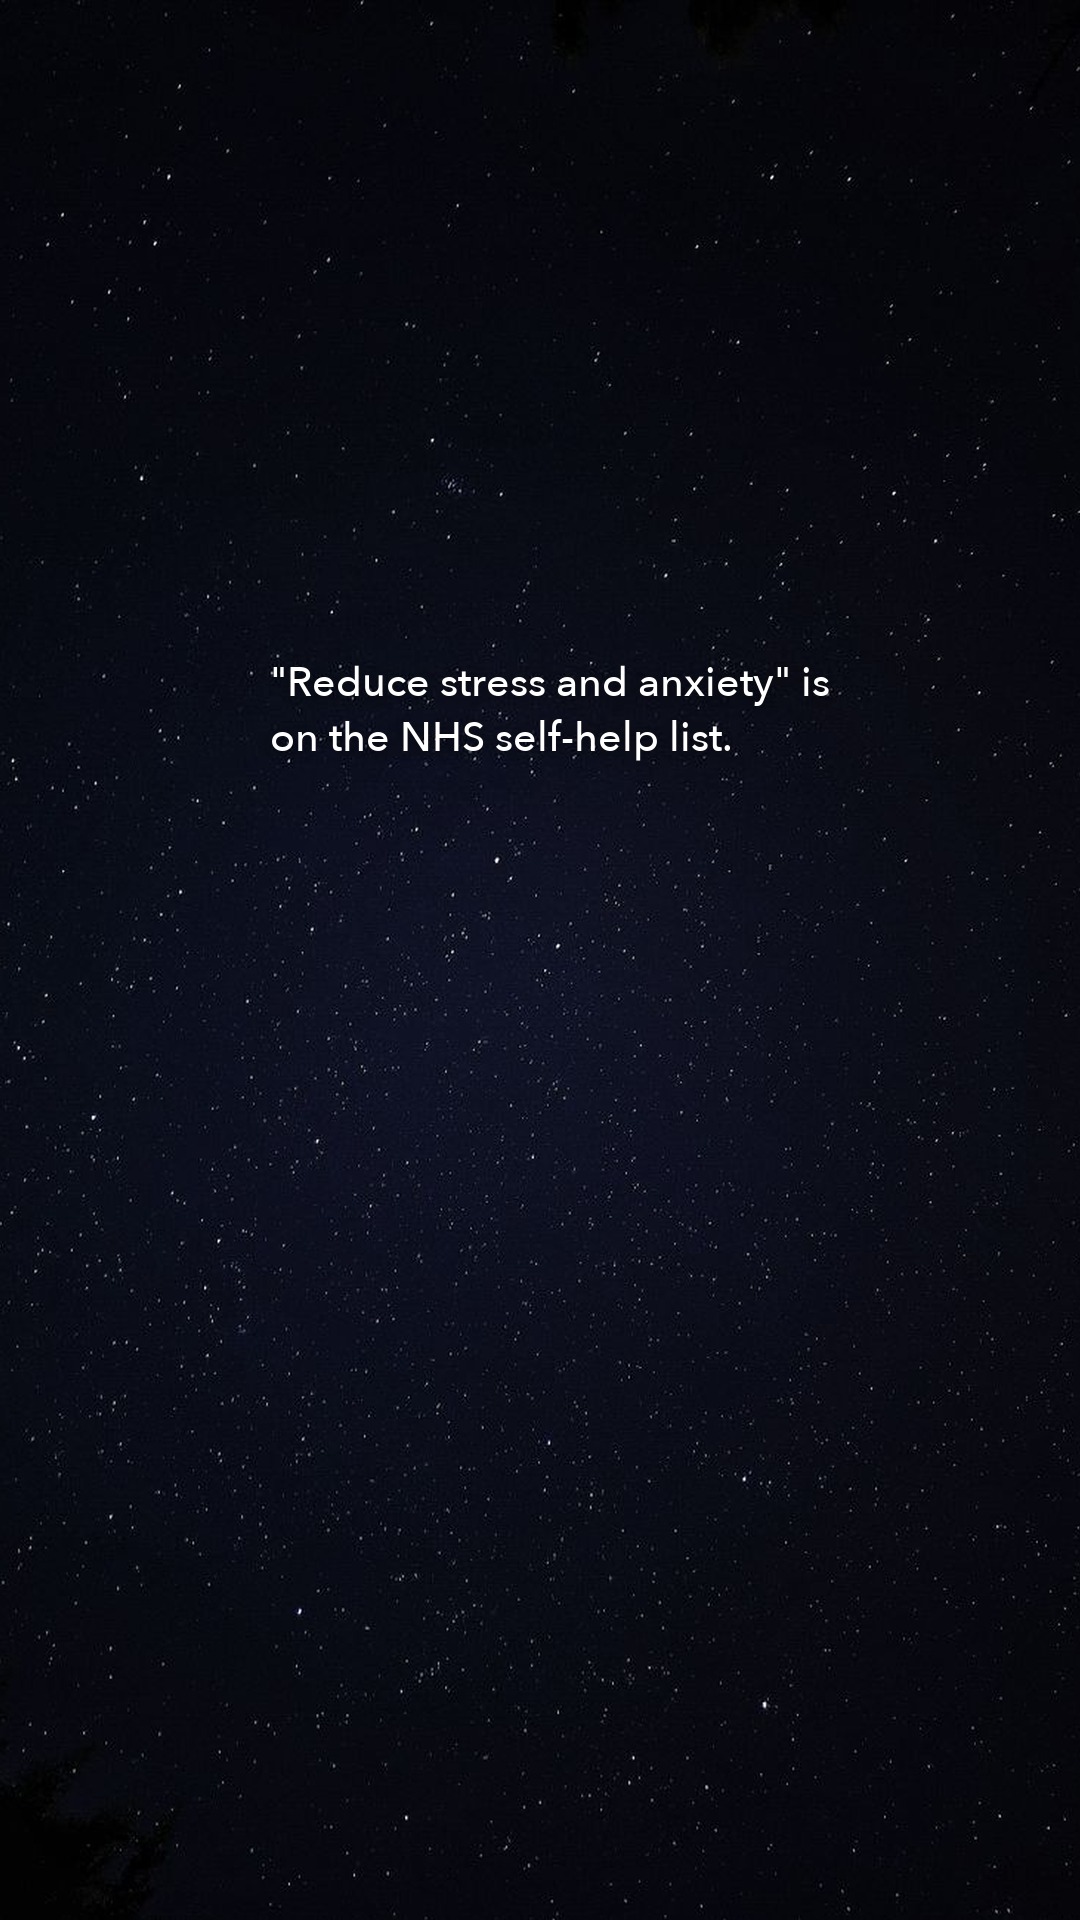 "Reduce stress and anxiety" is
on the NHS self-help list.